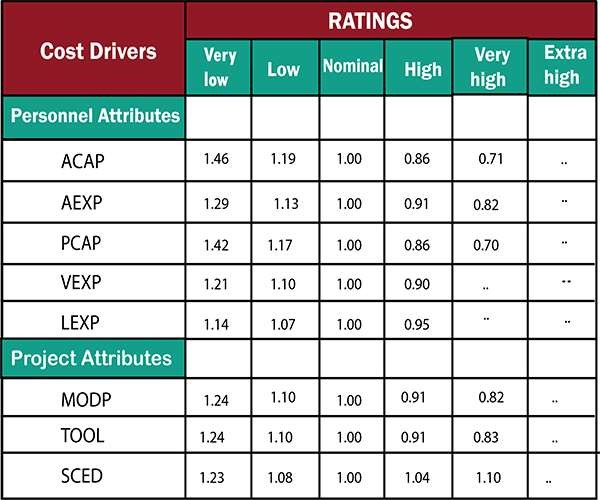 Cost Drivers RATINGS
Very low Low Nominal High Very high Extra high
Personnel Attributes
ACAP 1.46 1.19 1.00 0.86 0.71 ..
AEXP 1.29 1.13 1.00 0.91 0.82 ..
PCAP 1.42 1.17 1.00 0.86 0.70 ..
VEXP 1.21 1.10 1.00 0.90 .. --
LEXP 1.14 1.07 1.00 0.95 .. ..
Project Attributes
MODP 1.24 1.10 1.00 0.91 0.82 ..
TOOL 1.24 1.10 1.00 0.91 0.83 ..
SCED 1.23 1.08 1.00 1.04 1.10 ..